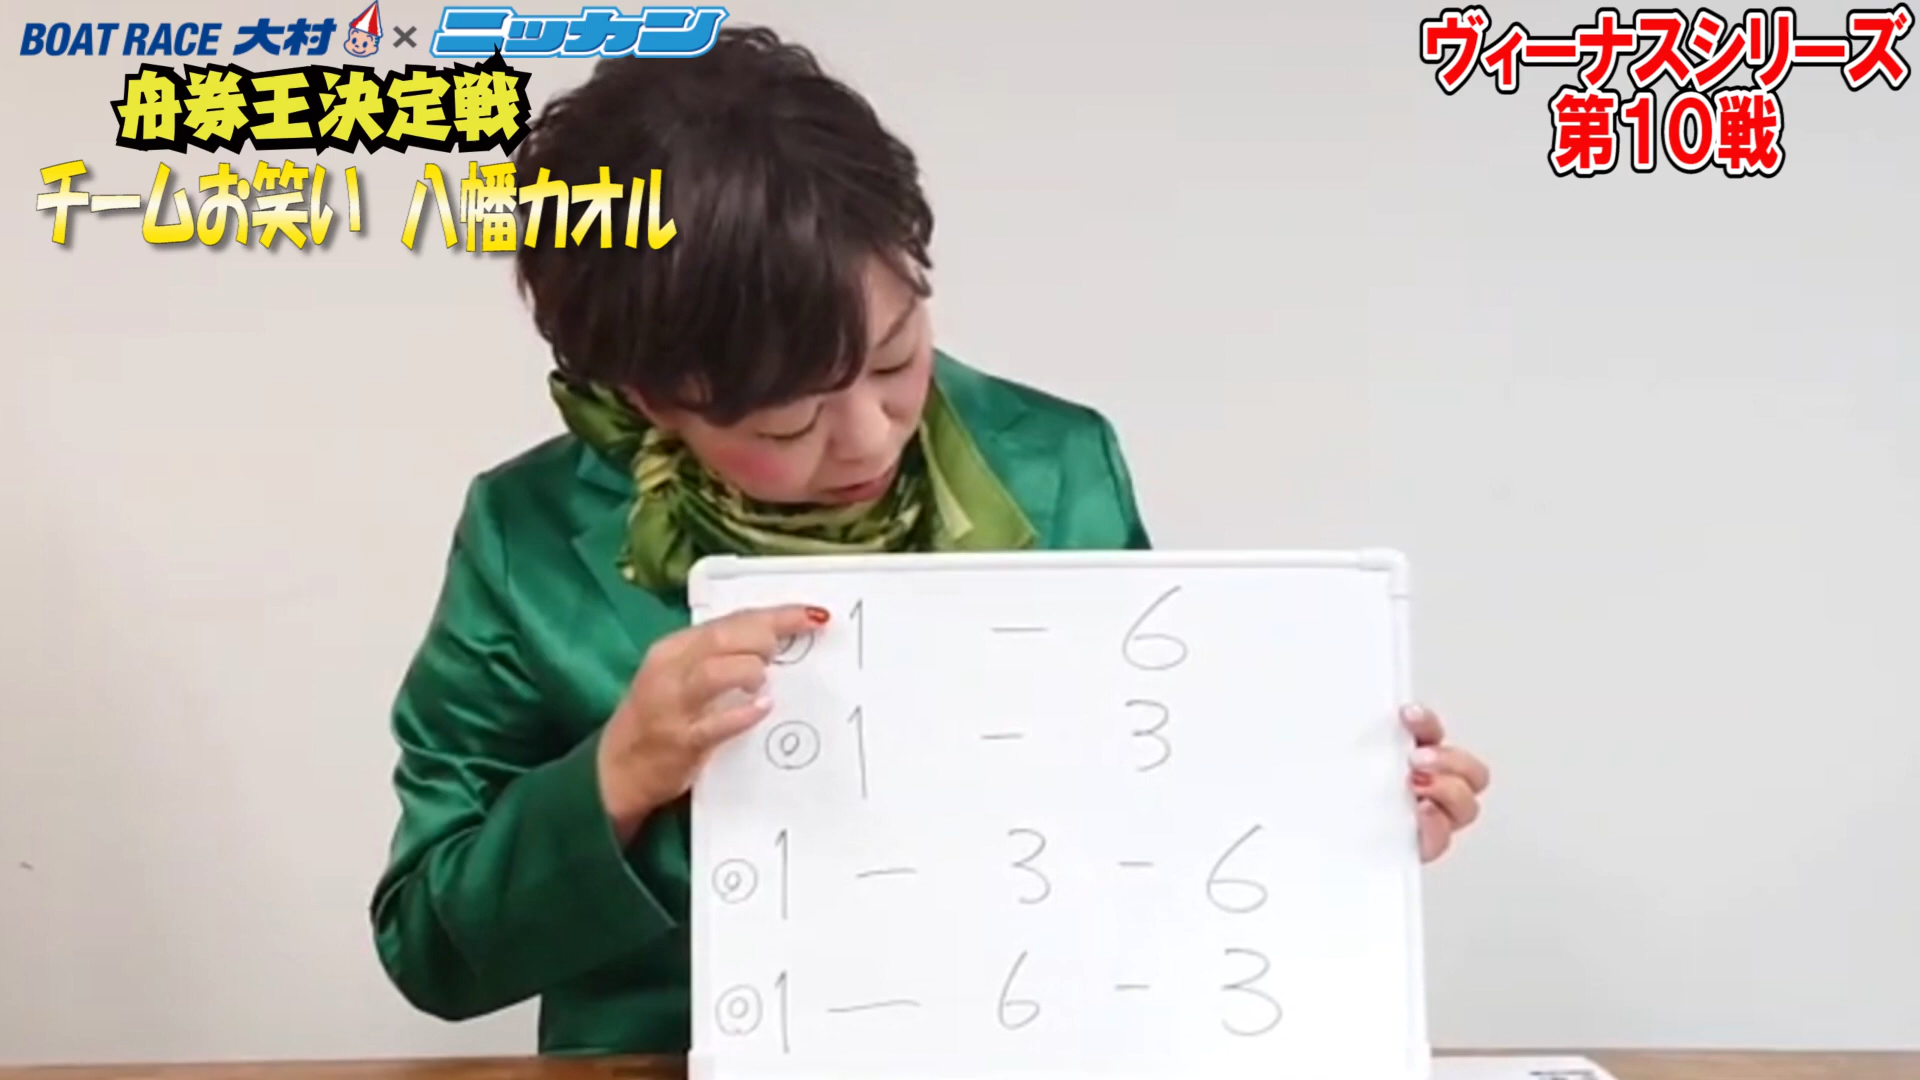 BOAT RACE 大村 × ニッカン
舟券王決定戦
チームお笑い 八幡カオル
ヴィーナスシリーズ
第10戦
◎1 - 6
◎1 - 3
◎1 - 3 - 6
◎1 - 6 - 3